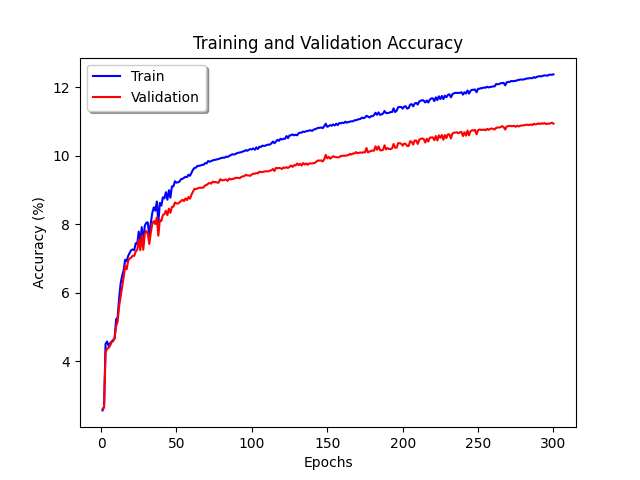 Training and Validation Accuracy
Train
Validation
12
10
8
6
4
Accuracy (%)
0 50 100 150 200 250 300
Epochs